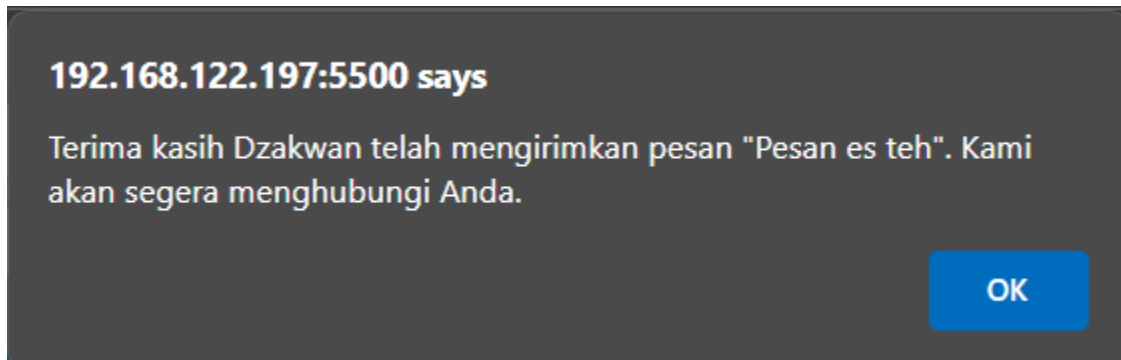 192.168.122.197:5500 says
Terima kasih Dzakwan telah mengirimkan pesan "Pesan es teh". Kami
akan segera menghubungi Anda.
OK